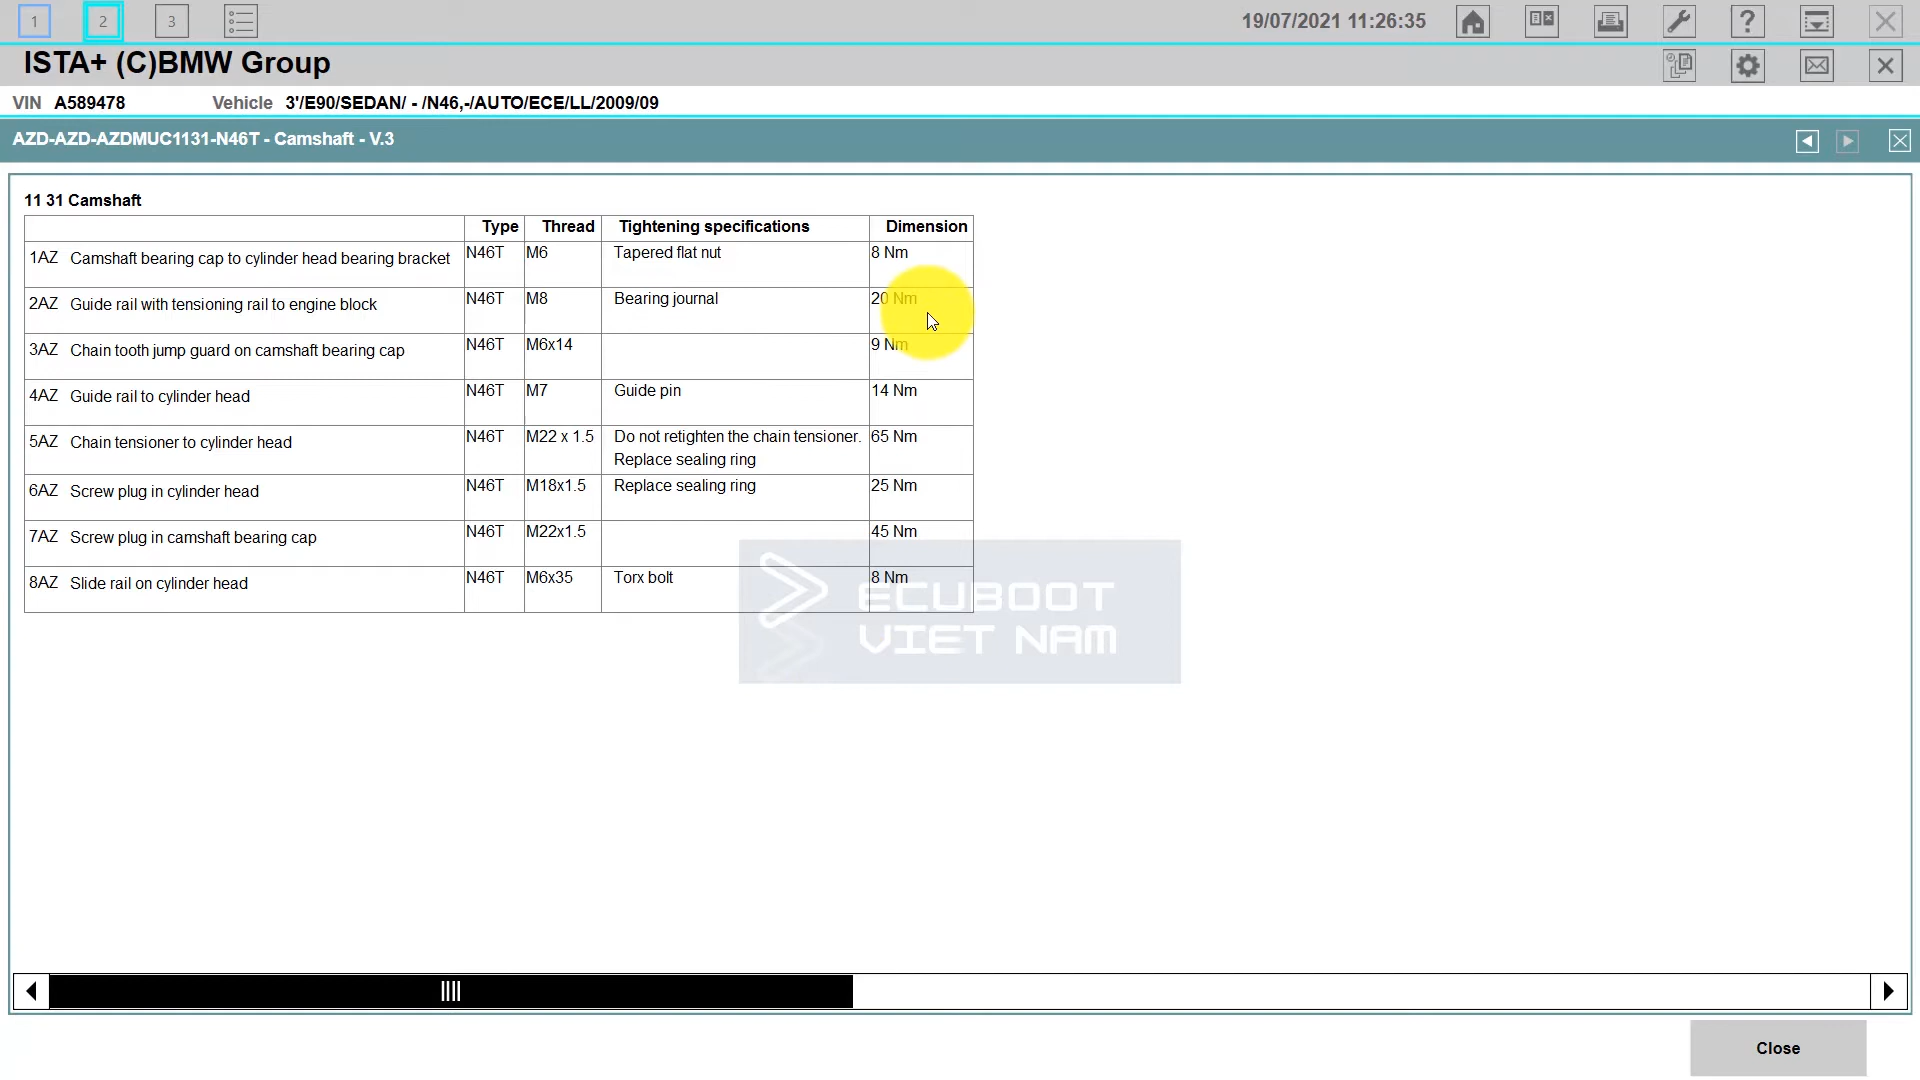 1 2 3 19/07/2021 11:26:35 ?
ISTA+ (C)BMW Group
VIN A589478 Vehicle 3'/E90/SEDAN/ - /N46,-/AUTO/ECE/LL/2009/09
AZD-AZD-AZDMUC1131-N46T - Camshaft - V.3
11 31 Camshaft
Type Thread Tightening specifications Dimension
1AZ Camshaft bearing cap to cylinder head bearing bracket N46T M6 Tapered flat nut 8 Nm
2AZ Guide rail with tensioning rail to engine block N46T M8 Bearing journal 20 Nm
3AZ Chain tooth jump guard on camshaft bearing cap N46T M6x14 9 Nm
4AZ Guide rail to cylinder head N46T M7 Guide pin 14 Nm
5AZ Chain tensioner to cylinder head N46T M22 x 1.5 Do not retighten the chain tensioner. 65 Nm
Replace sealing ring
6AZ Screw plug in cylinder head N46T M18x1.5 Replace sealing ring 25 Nm
7AZ Screw plug in camshaft bearing cap N46T M22x1.5 45 Nm
8AZ Slide rail on cylinder head N46T M6x35 Torx bolt 8 Nm
ECUBOOT
VIET NAM
Close